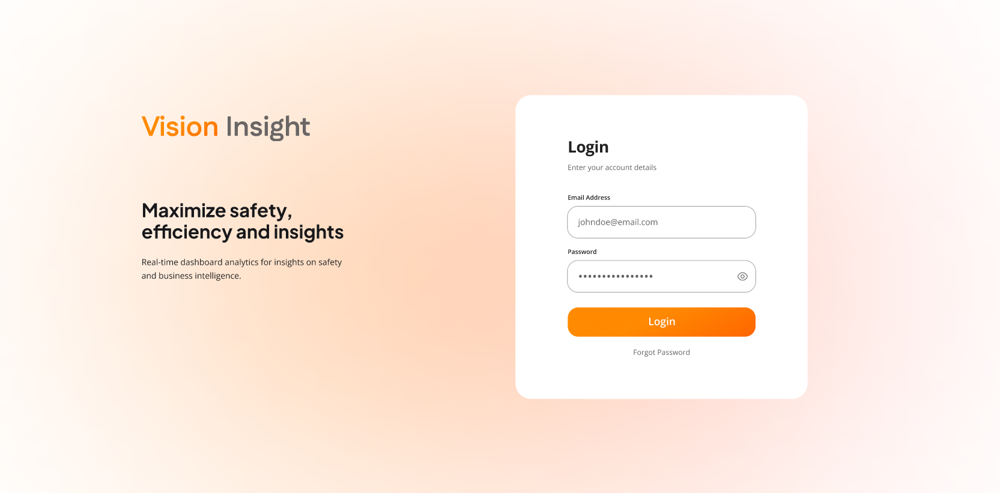 Vision Insight
Maximize safety,
efficiency and insights
Real-time dashboard analytics for insights on safety
and business intelligence.
Login
Enter your account details
Email Address
johndoe@email.com
Password
••••••••••••••••
Login
Forgot Password